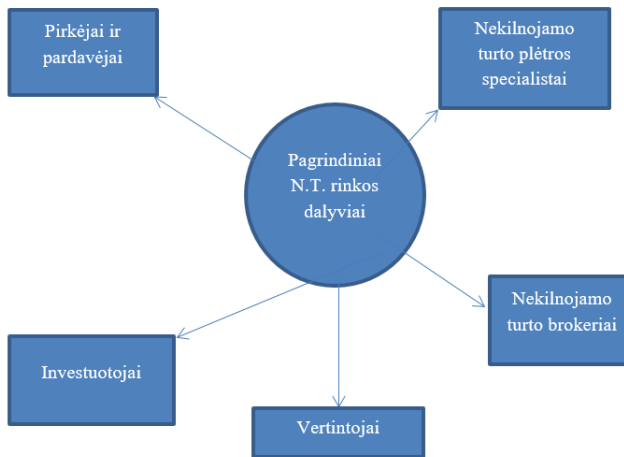 Pirkėjai ir
pardavėjai
Nekilnojamo
turto plėtros
specialistai
Pagrindiniai
N.T. rinkos
dalyviai
Nekilnojamo
turto brokeriai
Investuotojai
Vertintojai